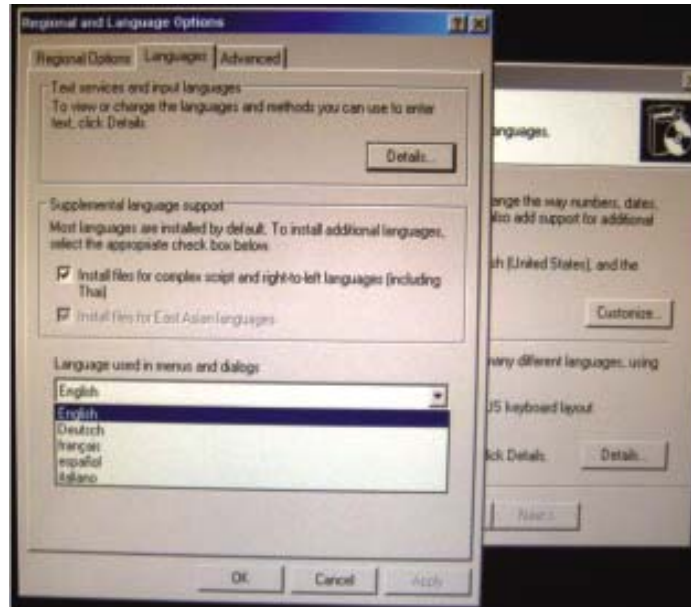 Regional and Language Options
Regional Options
Languages
Advanced
Text services and input languages
To view or change the languages and methods you can use to enter
text, click Details.
Details...
Supplemental language support
Most languages are installed by default. To install additional languages,
select the appropriate check box below.
Install files for complex script and right-to-left languages (including
Thai)
Install files for East Asian languages
Language used in menus and dialogs
English
English
Deutsch
français
español
italiano
OK
Cancel
Apply
anguages.
ange the way numbers, dates,
also add support for additional
sh (United States), and the
Customize...
many different languages, using
US keyboard layout
lick Details.
Details...
Next >